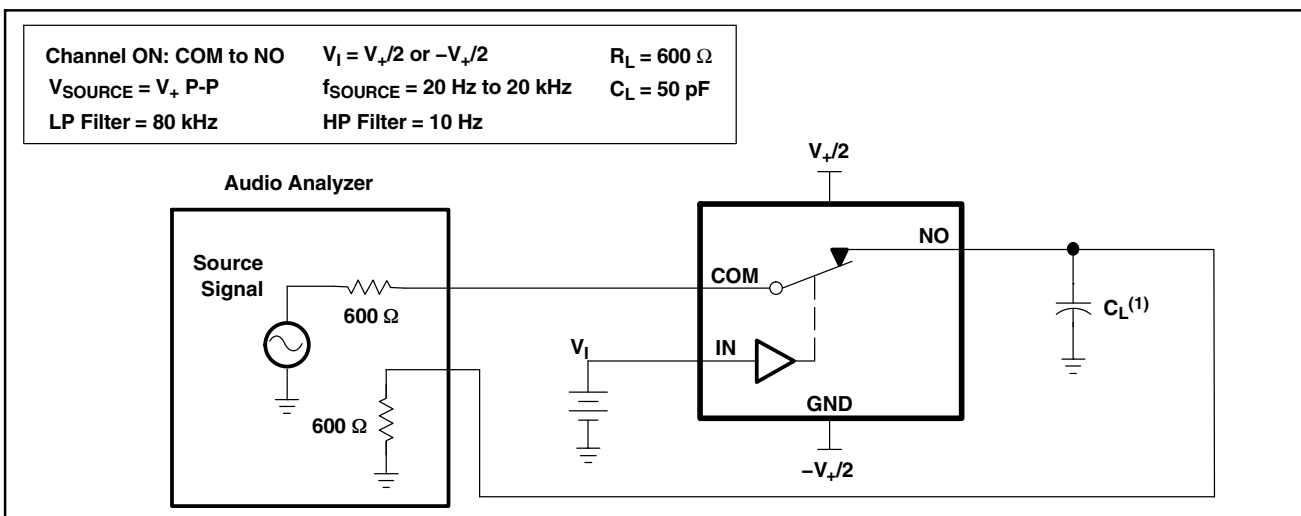 Channel ON: COM to NO V_I = V_+/2 or −V_+/2 R_L = 600 Ω
V_SOURCE = V_+ P-P f_SOURCE = 20 Hz to 20 kHz C_L = 50 pF
LP Filter = 80 kHz HP Filter = 10 Hz
V_+/2
Audio Analyzer
NO
Source
Signal
COM
600 Ω
C_L(1)
V_I
IN
GND
600 Ω
−V_+/2